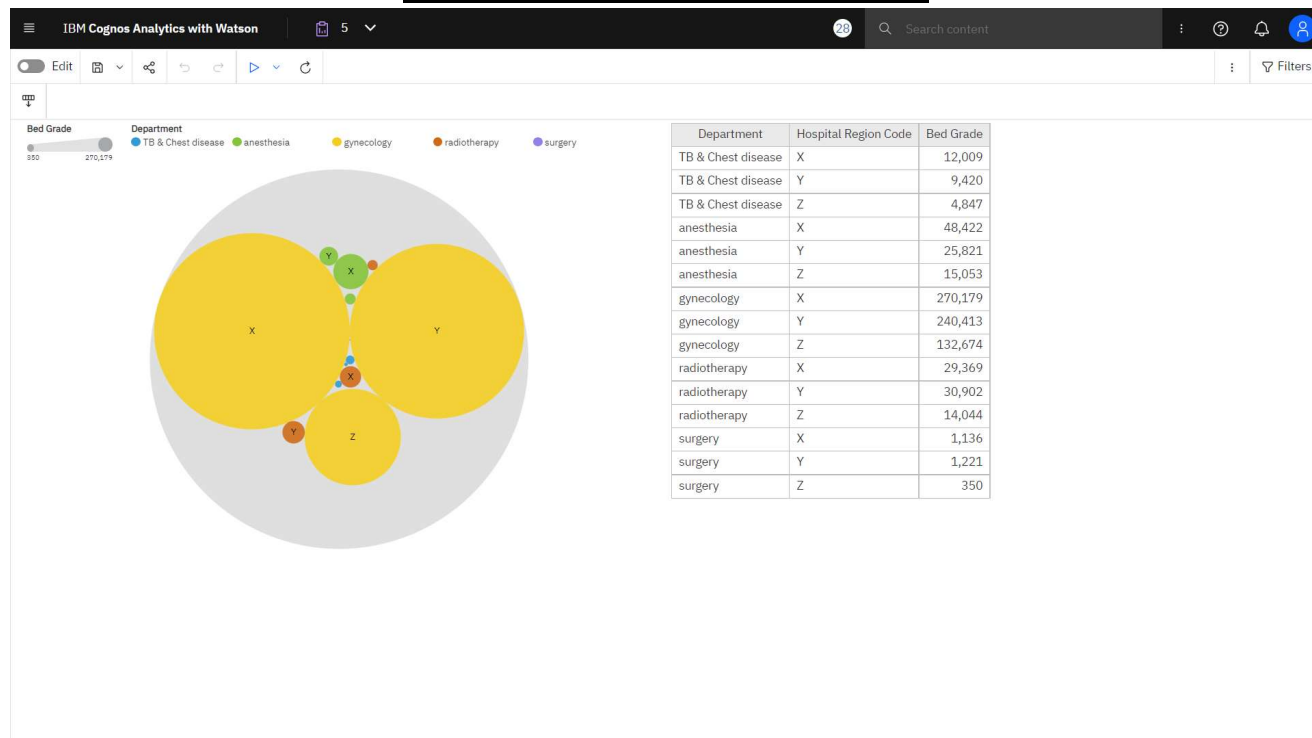 IBM Cognos Analytics with Watson
5
28
Search content
Edit
Filters
Bed Grade
350
270,179
Department
TB & Chest disease
anesthesia
gynecology
radiotherapy
surgery
Y
X
X
Y
X
Y
Z
Department Hospital Region Code Bed Grade
TB & Chest disease X 12,009
TB & Chest disease Y 9,420
TB & Chest disease Z 4,847
anesthesia X 48,422
anesthesia Y 25,821
anesthesia Z 15,053
gynecology X 270,179
gynecology Y 240,413
gynecology Z 132,674
radiotherapy X 29,369
radiotherapy Y 30,902
radiotherapy Z 14,044
surgery X 1,136
surgery Y 1,221
surgery Z 350